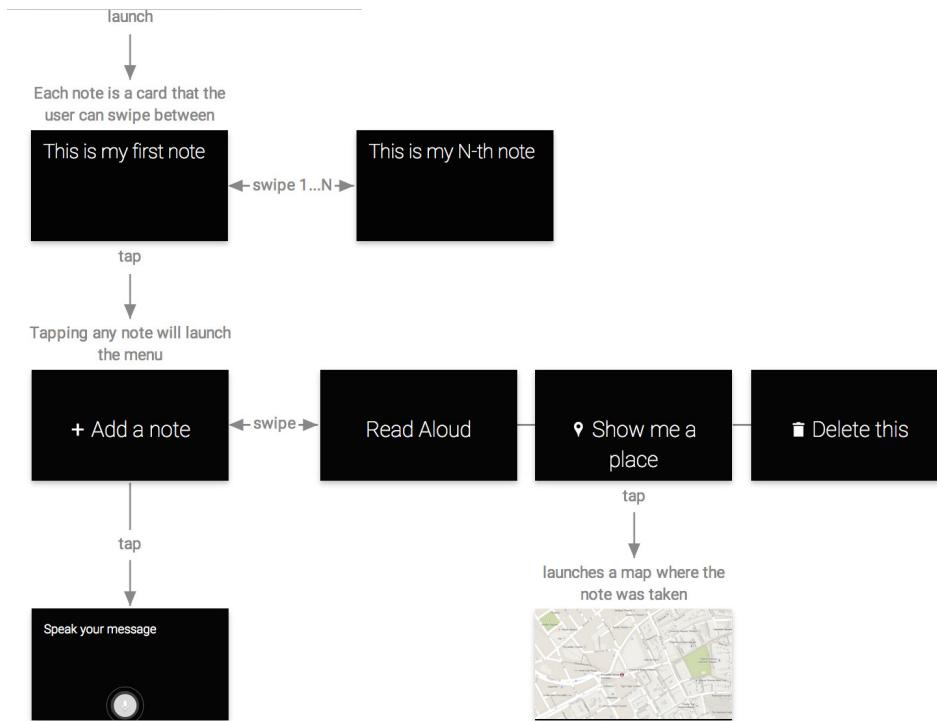 launch
Each note is a card that the
user can swipe between
This is my first note
swipe 1...N
This is my N-th note
tap
Tapping any note will launch
the menu
+ Add a note
swipe
Read Aloud
Show me a
place
Delete this
tap
tap
launches a map where the
note was taken
Speak your message